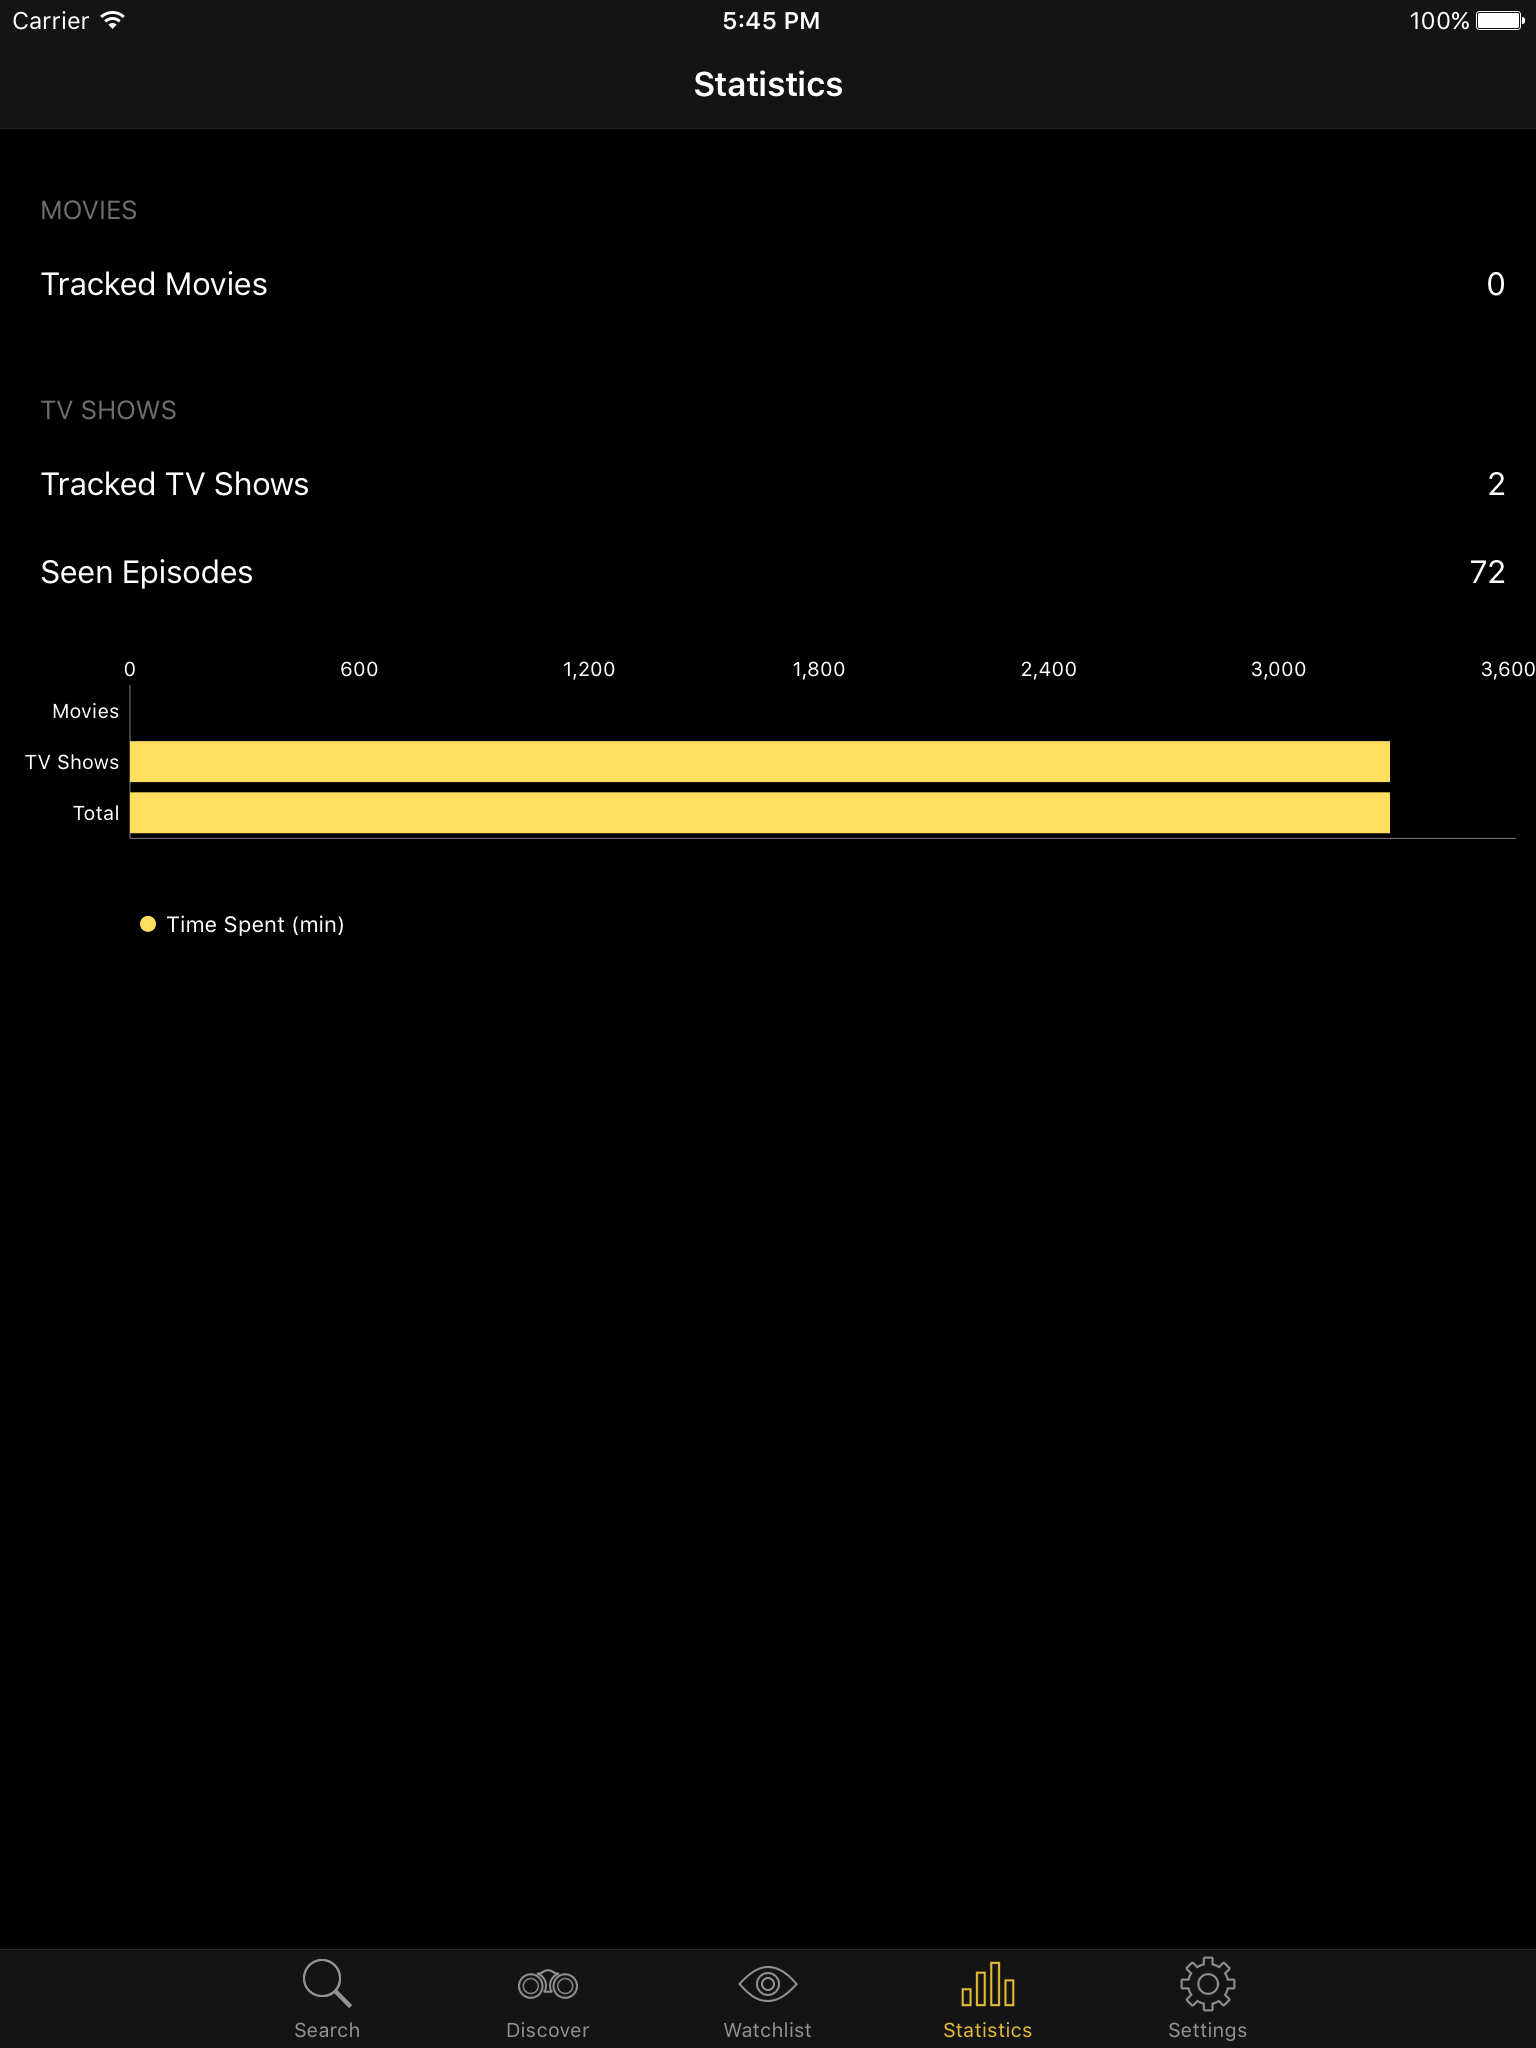 Carrier 5:45 PM 100%
Statistics
MOVIES
Tracked Movies 0
TV SHOWS
Tracked TV Shows 2
Seen Episodes 72
0 600 1,200 1,800 2,400 3,000 3,600
Movies
TV Shows
Total
Time Spent (min)
Search Discover Watchlist Statistics Settings